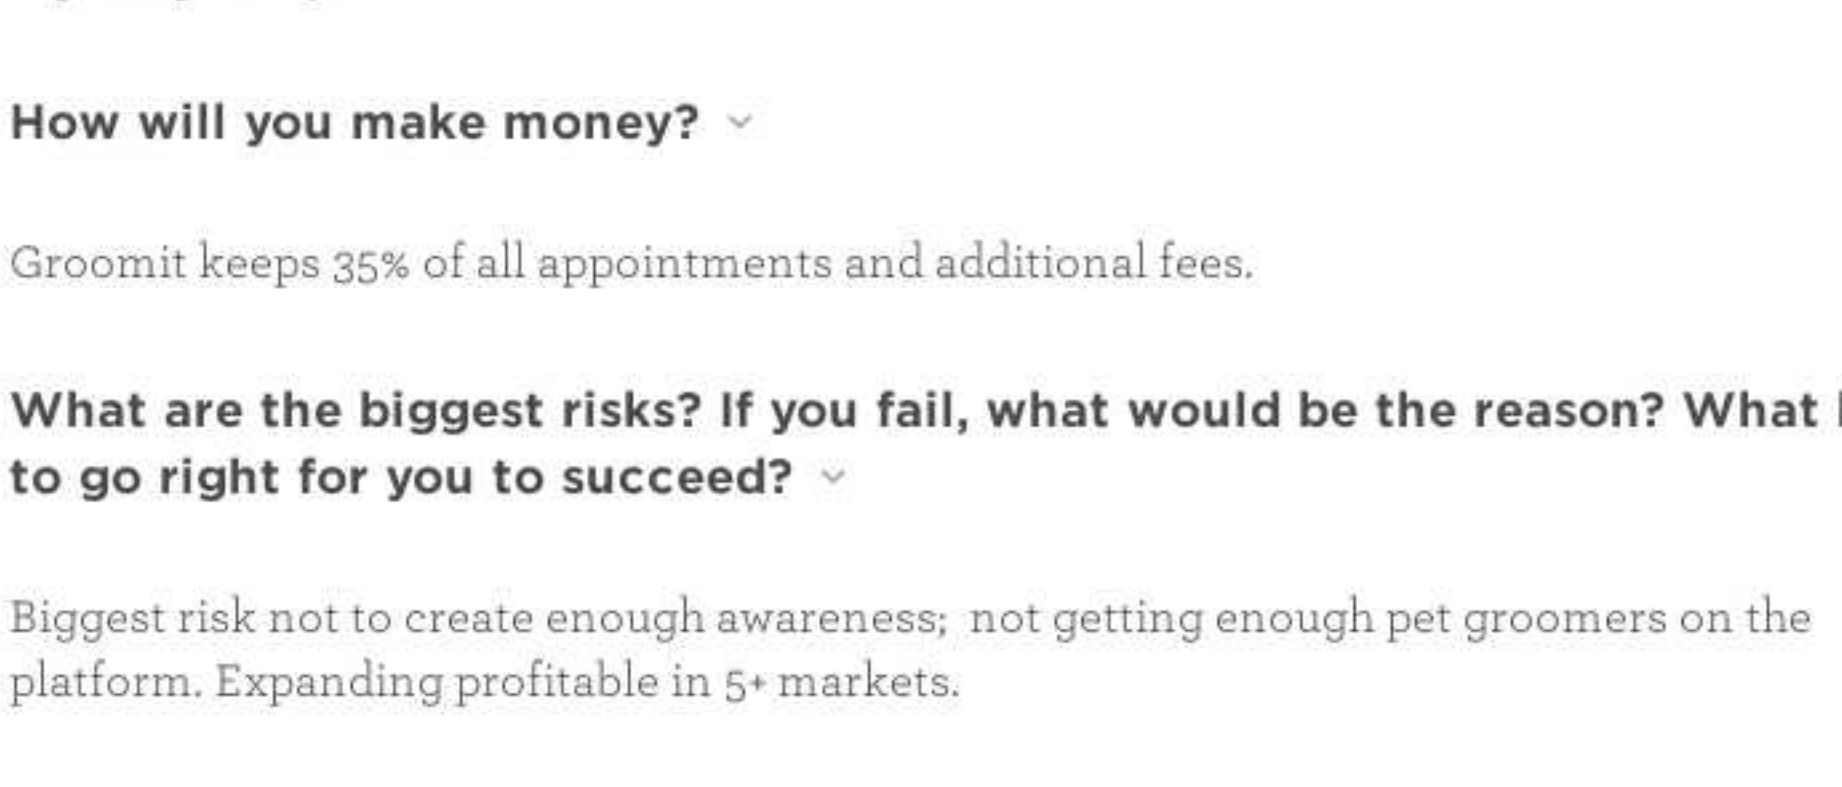 How will you make money?
Groomit keeps 35% of all appointments and additional fees.
What are the biggest risks? If you fail, what would be the reason? What
to go right for you to succeed?
Biggest risk not to create enough awareness;  not getting enough pet groomers on the
platform. Expanding profitable in 5+ markets.